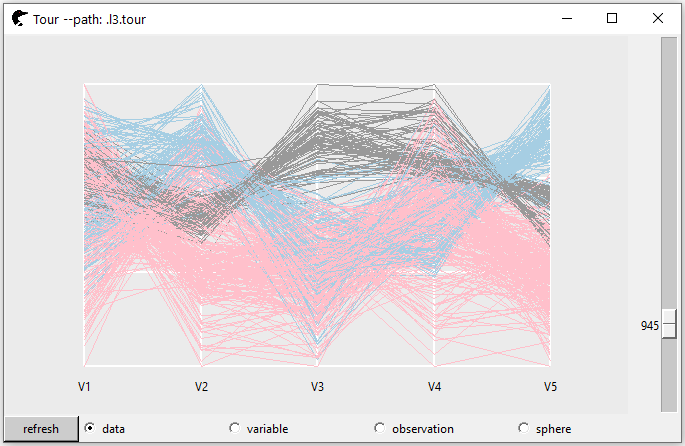 Tour --path: .l3.tour
945
V1 V2 V3 V4 V5
refresh data variable observation sphere